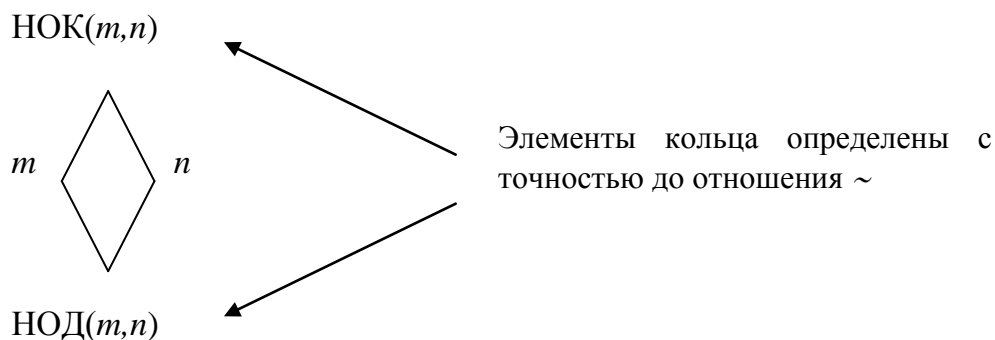 НОК(m,n)
m
n
Элементы кольца определены с
точностью до отношения ~
НОД(m,n)